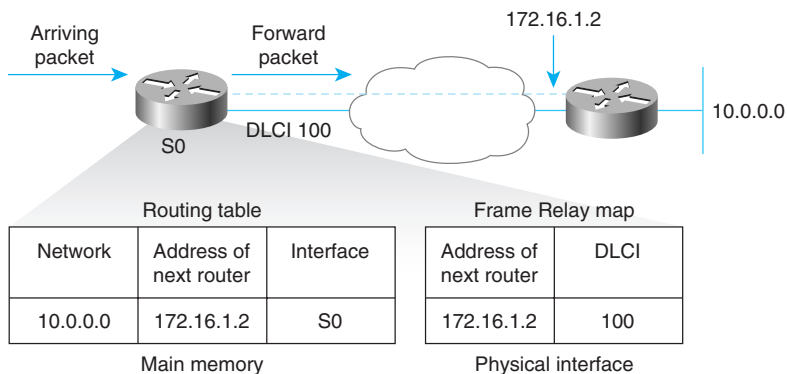 172.16.1.2
Arriving
packet
Forward
packet
10.0.0.0
DLCI 100
S0
Routing table
Network
Address of
next router
Interface
10.0.0.0
172.16.1.2
S0
Main memory
Frame Relay map
Address of
next router
DLCI
172.16.1.2
100
Physical interface